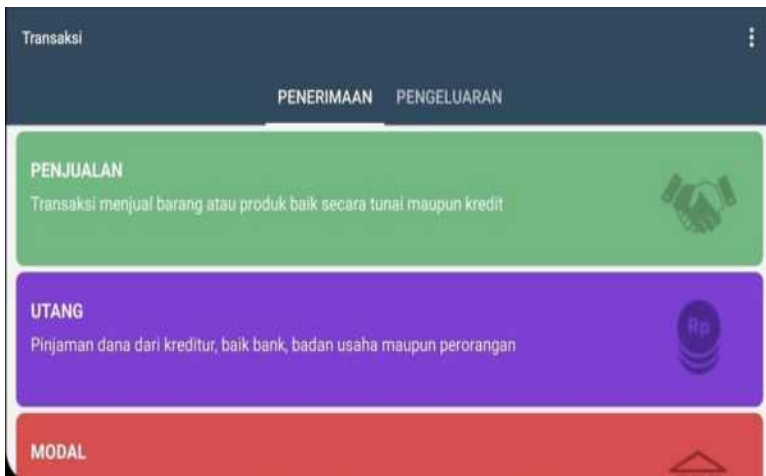 Transaksi
PENERIMAAN PENGELUARAN
PENJUALAN
Transaksi menjual barang atau produk baik secara tunai maupun kredit
UTANG
Rp
Pinjaman dana dari kreditur, baik bank, badan usaha maupun perorangan
MODAL